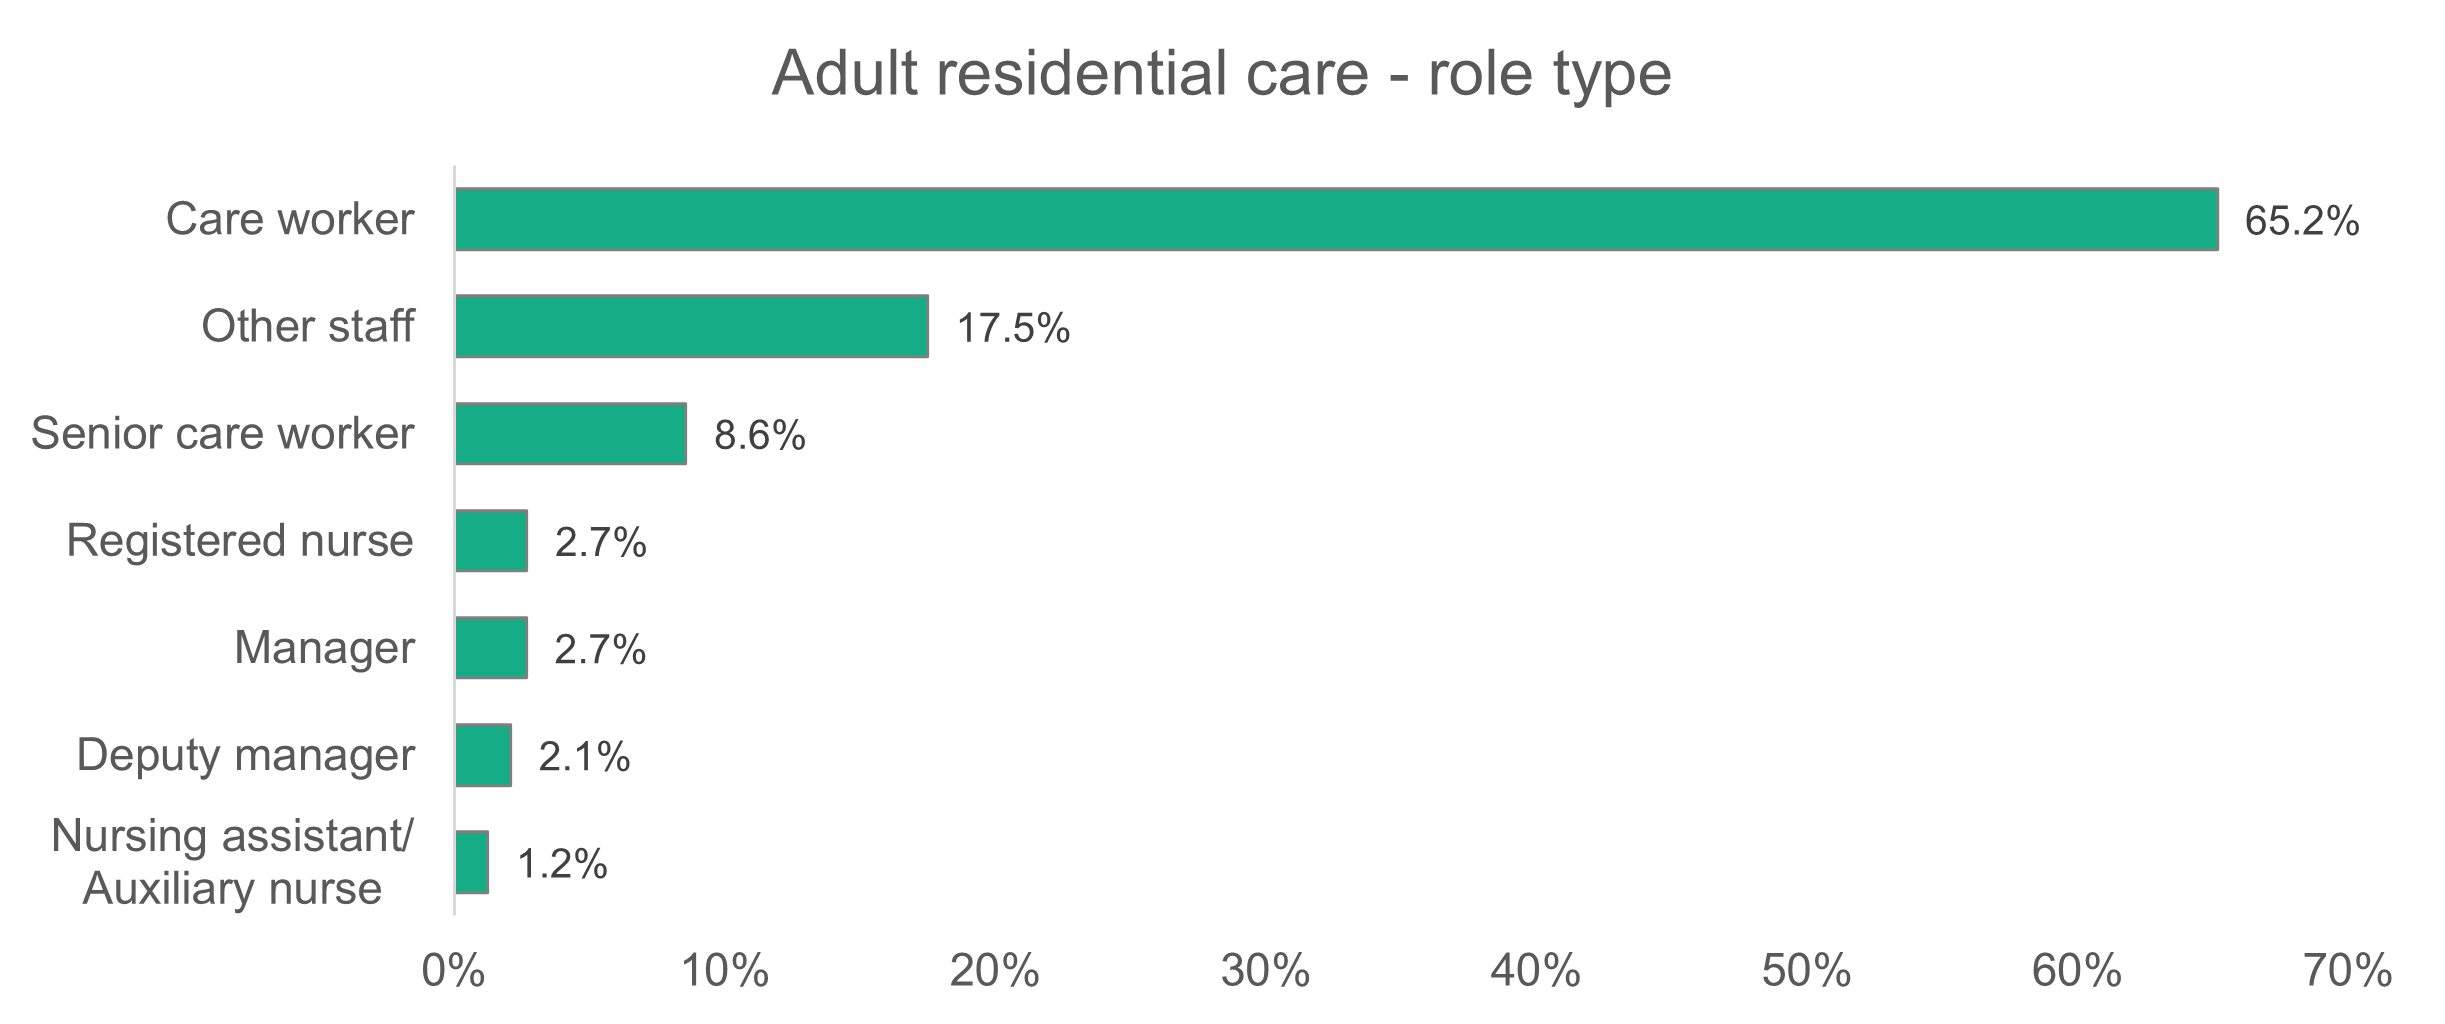 Adult residential care - role type
Care worker
65.2%
Other staff
17.5%
Senior care worker
8.6%
Registered nurse
2.7%
Manager
2.7%
Deputy manager
2.1%
Nursing assistant/
Auxiliary nurse
1.2%
0% 10% 20% 30% 40% 50% 60% 70%